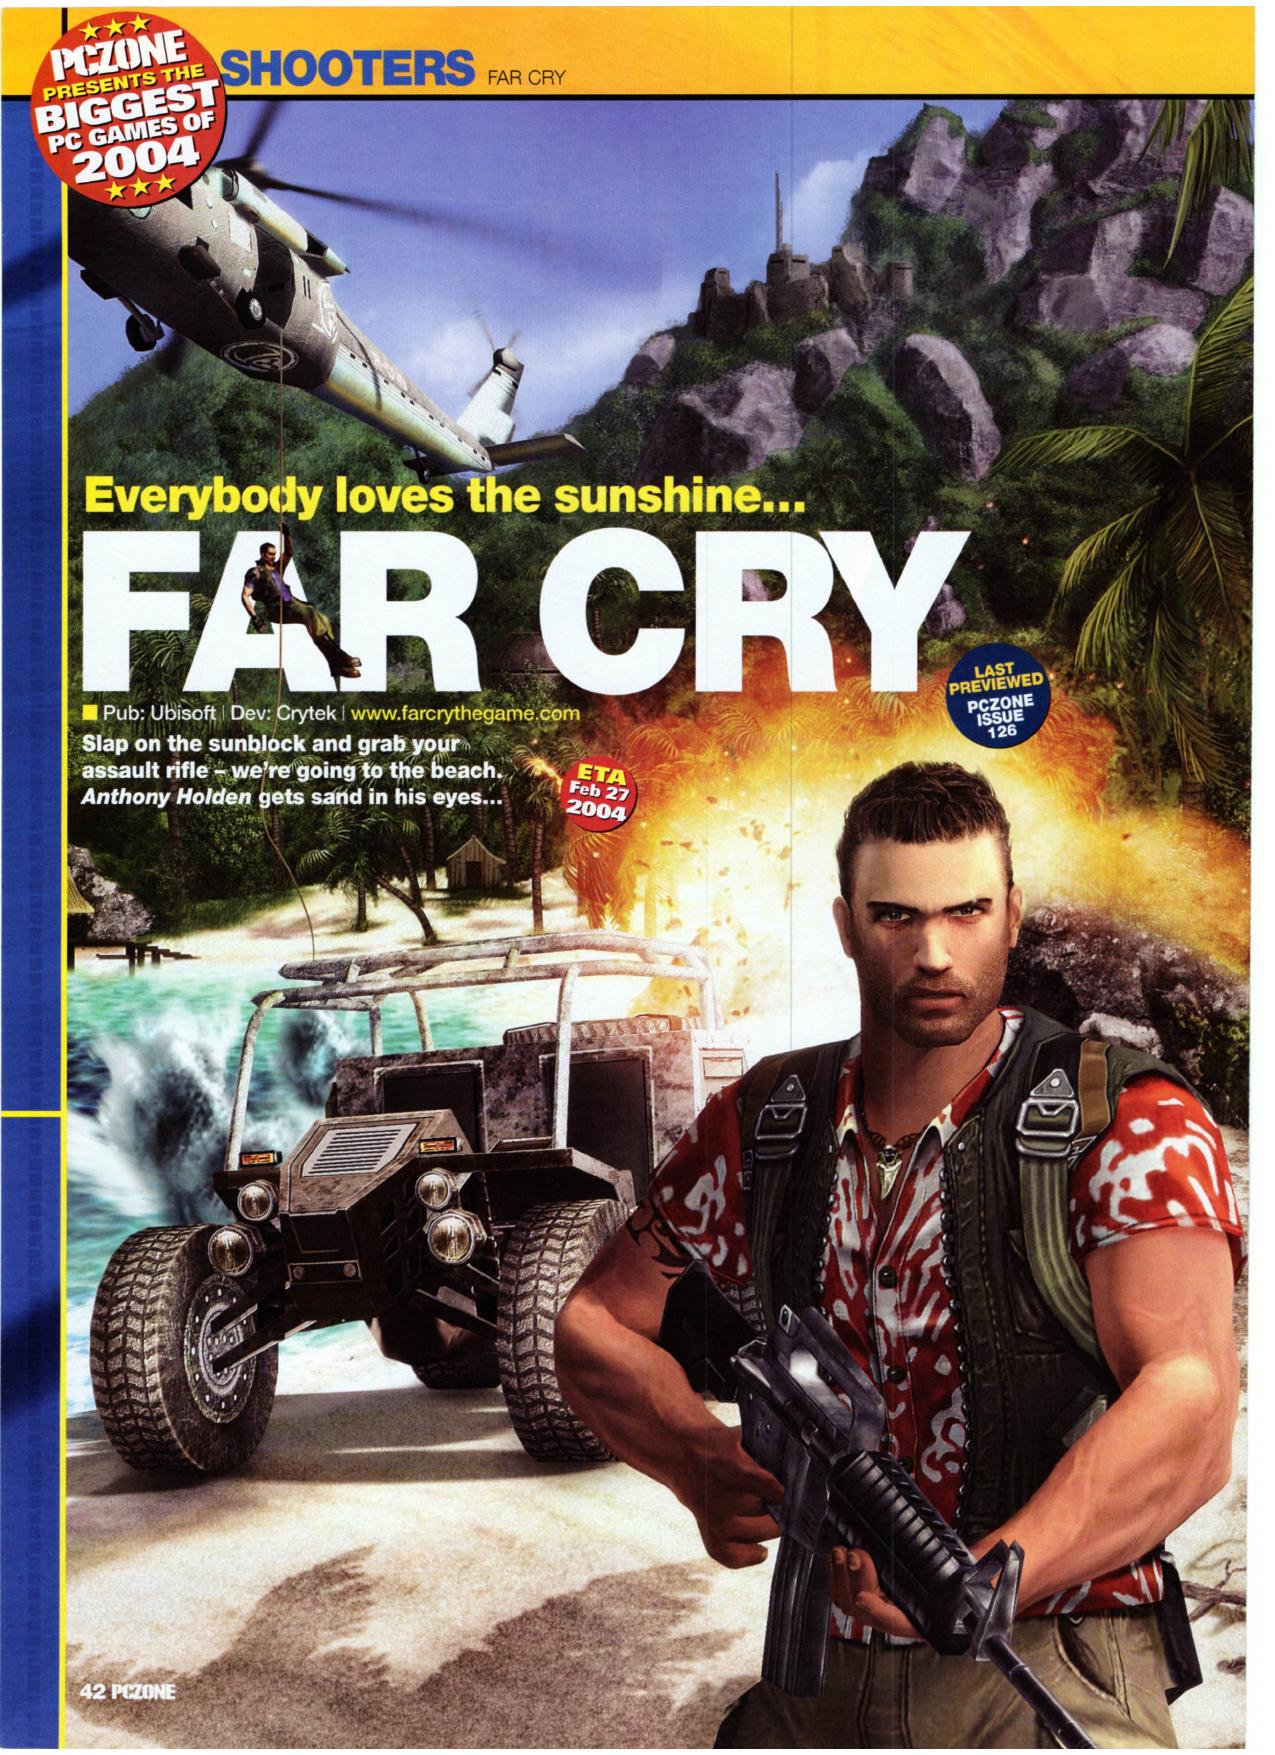 PCZONE
PRESENTS THE
BIGGEST
PC GAMES OF
2004
SHOOTERS FAR CRY
Everybody loves the sunshine...
FAR CRY
LAST
PREVIEWED
PCZONE
ISSUE
126
Pub: Ubisoft | Dev: Crytek | www.farcrythegame.com
Slap on the sunblock and grab your
assault rifle – we're going to the beach.
Anthony Holden gets sand in his eyes...
ETA
Feb 27
2004
42 PCZONE